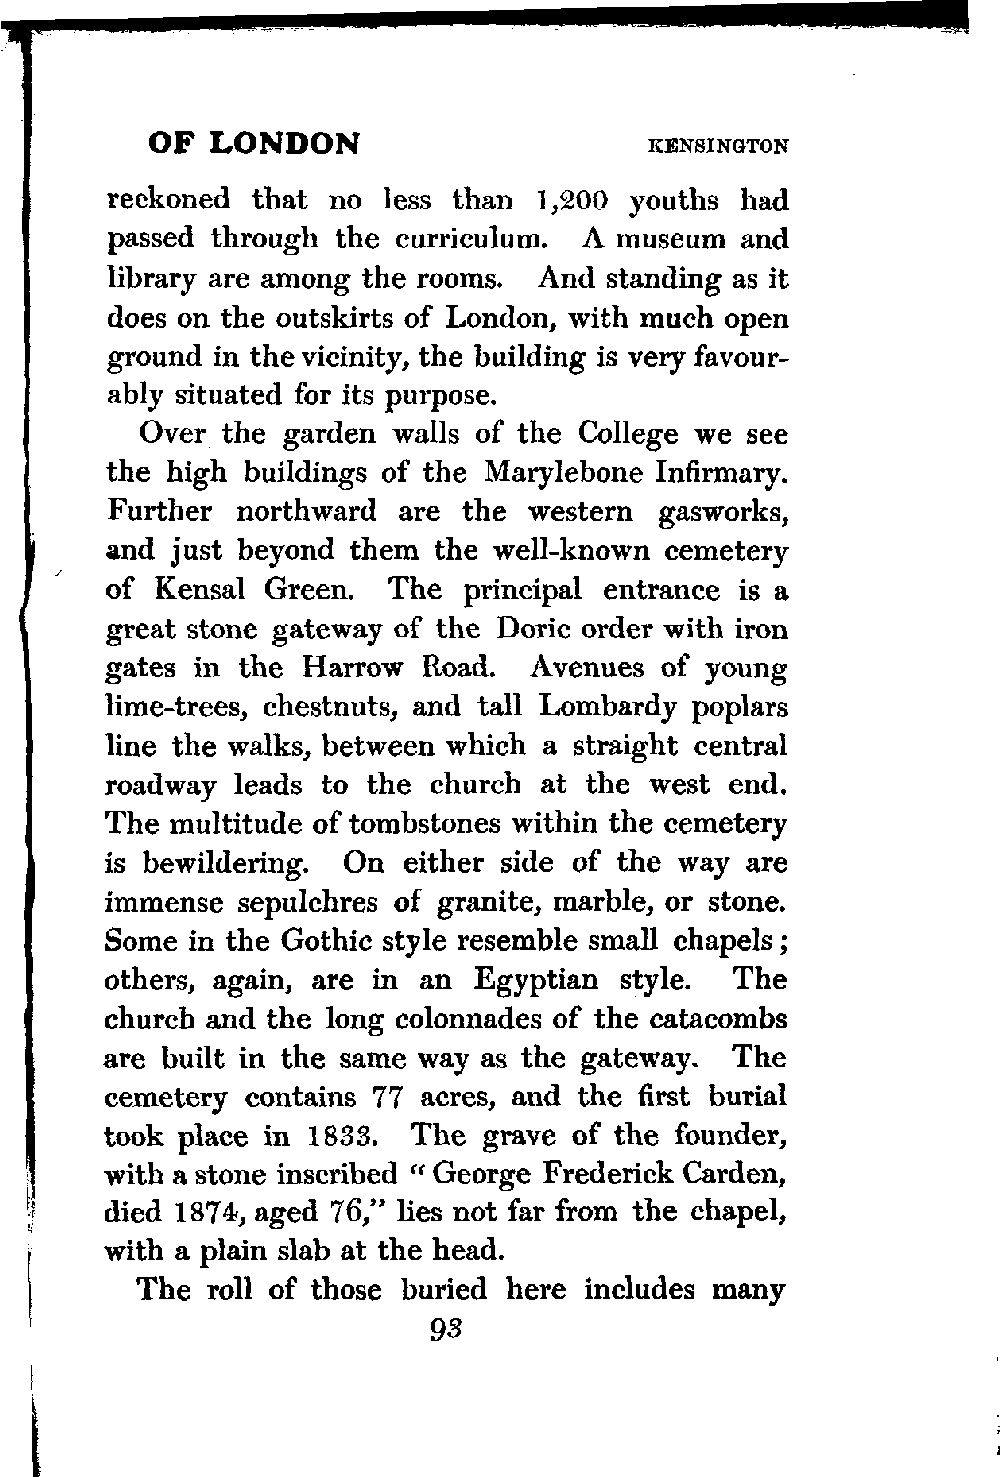 OF LONDON KENSINGTON
reckoned that no less than 1,200 youths had
passed through the curriculum. A museum and
library are among the rooms. And standing as it
does on the outskirts of London, with much open
ground in the vicinity, the building is very favour-
ably situated for its purpose.
Over the garden walls of the College we see
the high buildings of the Marylebone Infirmary.
Further northward are the western gasworks,
and just beyond them the well-known cemetery
of Kensal Green. The principal entrance is a
great stone gateway of the Doric order with iron
gates in the Harrow Road. Avenues of young
lime-trees, chestnuts, and tall Lombardy poplars
line the walks, between which a straight central
roadway leads to the church at the west end.
The multitude of tombstones within the cemetery
is bewildering. On either side of the way are
immense sepulchres of granite, marble, or stone.
Some in the Gothic style resemble small chapels;
others, again, are in an Egyptian style. The
church and the long colonnades of the catacombs
are built in the same way as the gateway. The
cemetery contains 77 acres, and the first burial
took place in 1833. The grave of the founder,
with a stone inscribed “George Frederick Carden,
died 1874, aged 76,” lies not far from the chapel,
with a plain slab at the head.
The roll of those buried here includes many
93